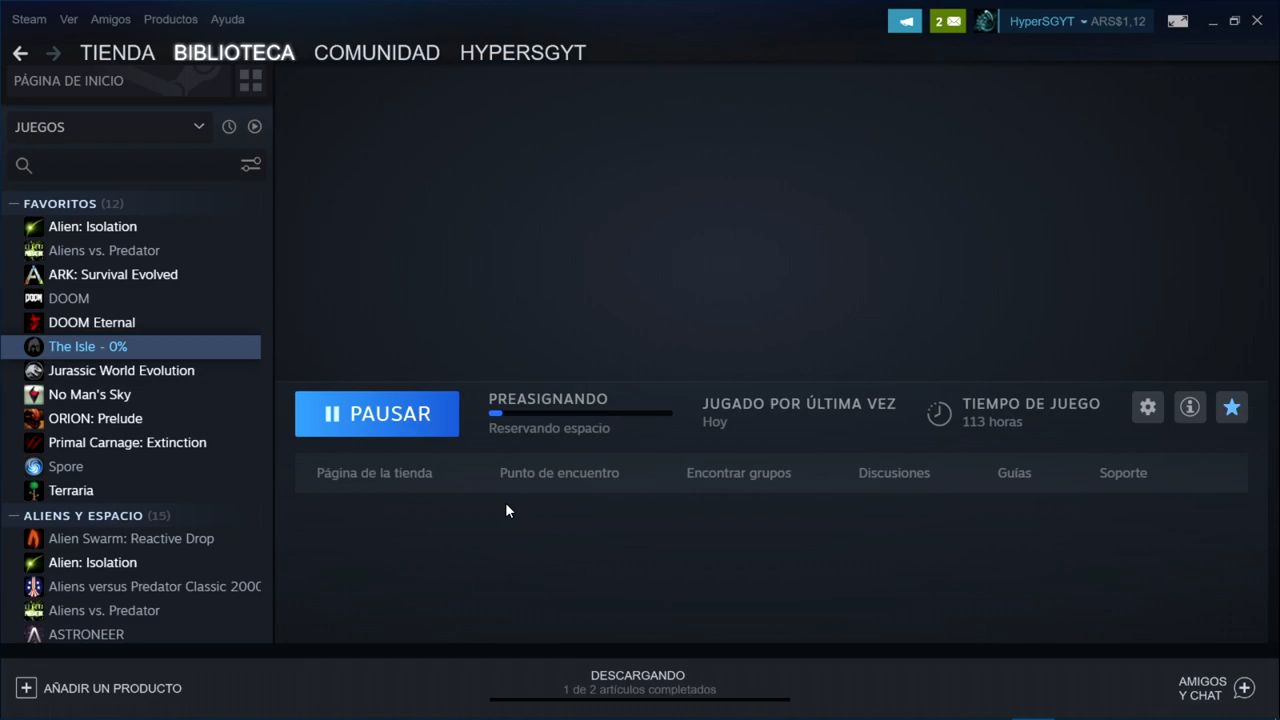 Steam Ver Amigos Productos Ayuda
2 HyperSGYT ARS$1,12
TIENDA BIBLIOTECA COMUNIDAD HYPERSGYT
PÁGINA DE INICIO
JUEGOS
— FAVORITOS (12)
Alien: Isolation
Aliens vs. Predator
ARK: Survival Evolved
DOOM
DOOM Eternal
The Isle - 0%
Jurassic World Evolution
No Man's Sky
ORION: Prelude
Primal Carnage: Extinction
Spore
Terraria
— ALIENS Y ESPACIO (15)
Alien Swarm: Reactive Drop
Alien: Isolation
Aliens versus Predator Classic 2000
Aliens vs. Predator
ASTRONEER
PAUSAR
PREASIGNANDO
Reservando espacio
JUGADO POR ÚLTIMA VEZ
Hoy
TIEMPO DE JUEGO
113 horas
Página de la tienda Punto de encuentro Encontrar grupos Discusiones Guías Soporte
AÑADIR UN PRODUCTO
DESCARGANDO
1 de 2 artículos completados
AMIGOS
Y CHAT